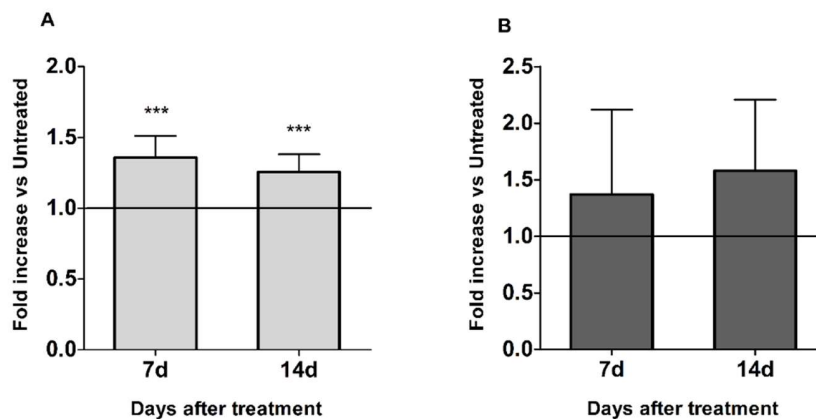 A
Fold increase vs Untreated
2.0
1.5
1.0
0.5
0.0
***
***
7d
14d
Days after treatment
B
Fold increase vs Untreated
2.5
2.0
1.5
1.0
0.5
0.0
7d
14d
Days after treatment